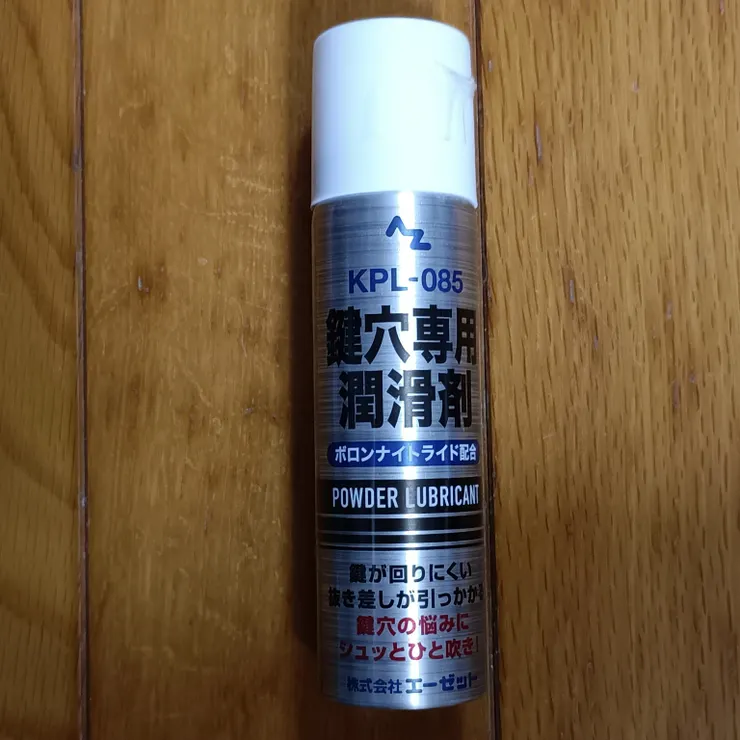 AZ
KPL-085
鍵穴専用
潤滑剤
ボロンナイトライド配合
POWDER LUBRICANT
鍵が回りにくい
抜き差しが引っかかる
鍵穴の悩みに
シュッとひと吹き!
株式会社エーゼット